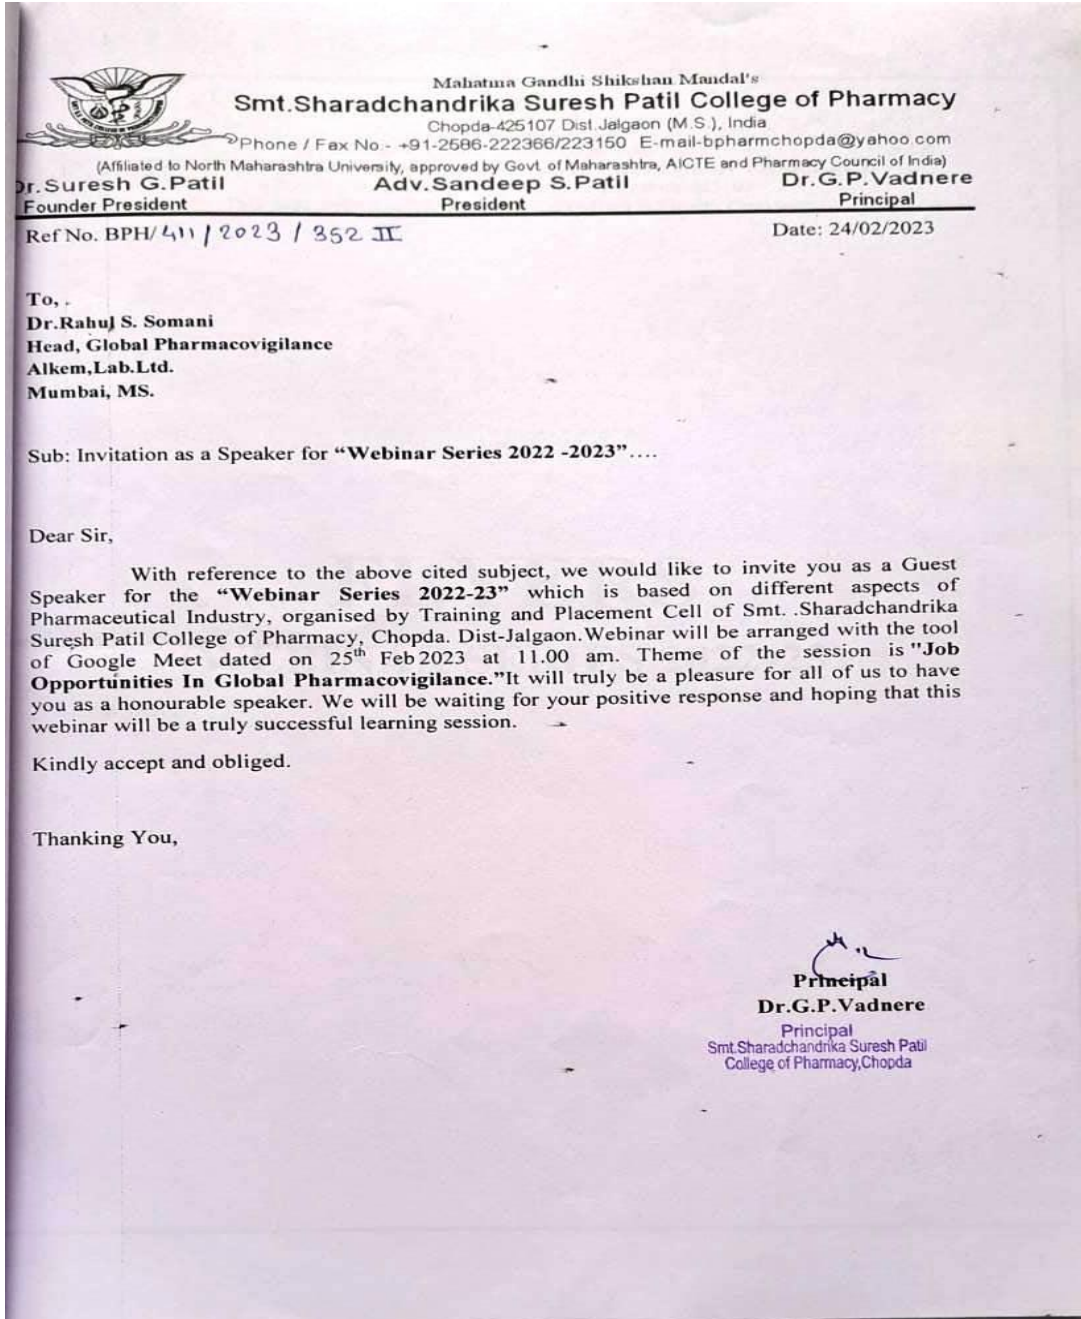 Mahatma Gandhi Shikshan Mandal's
Smt.Sharadchandrika Suresh Patil College of Pharmacy
Chopda-425107 Dist.Jalgaon (M.S.), India
Phone / Fax No.- +91-2586-222366/223150 E-mail-bpharmchopda@yahoo.com
(Affiliated to North Maharashtra University, approved by Govt. of Maharashtra, AICTE and Pharmacy Council of India)
Dr.Suresh G.Patil Adv.Sandeep S.Patil Dr.G.P.Vadnere
Founder President President Principal
Ref No. BPH/ 411 / 2023 / 352 II Date: 24/02/2023
To, .
Dr.Rahul S. Somani
Head, Global Pharmacovigilance
Alkem,Lab.Ltd.
Mumbai, MS.
Sub: Invitation as a Speaker for “Webinar Series 2022 -2023”....
Dear Sir,
With reference to the above cited subject, we would like to invite you as a Guest
Speaker for the “Webinar Series 2022-23” which is based on different aspects of
Pharmaceutical Industry, organised by Training and Placement Cell of Smt. .Sharadchandrika
Suresh Patil College of Pharmacy, Chopda. Dist-Jalgaon.Webinar will be arranged with the tool
of Google Meet dated on 25th Feb 2023 at 11.00 am. Theme of the session is "Job
Opportunities In Global Pharmacovigilance."It will truly be a pleasure for all of us to have
you as a honourable speaker. We will be waiting for your positive response and hoping that this
webinar will be a truly successful learning session.
Kindly accept and obliged.
Thanking You,
Principal
Dr.G.P.Vadnere
Principal
Smt.Sharadchandrika Suresh Patil
College of Pharmacy,Chopda